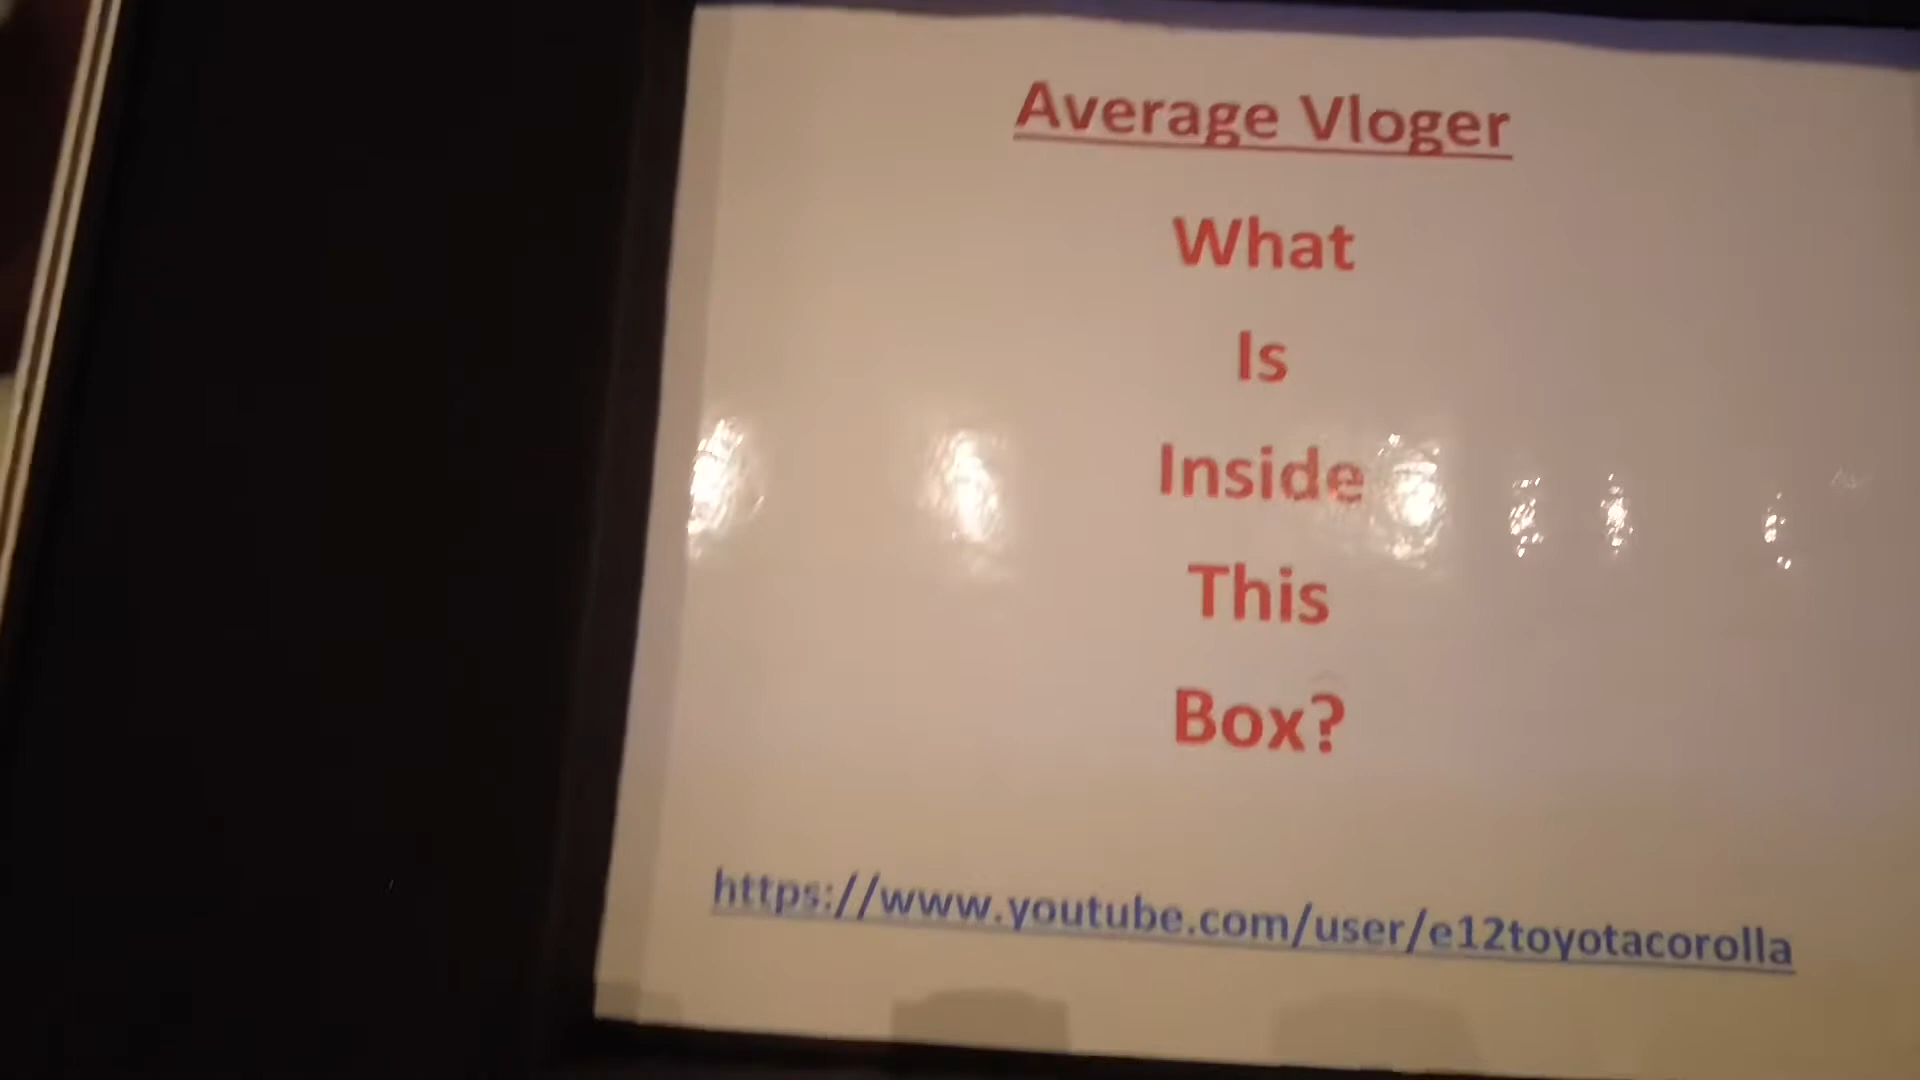 Average Vloger
What
Is
Inside
This
Box?
https://www.youtube.com/user/e12toyotacorolla